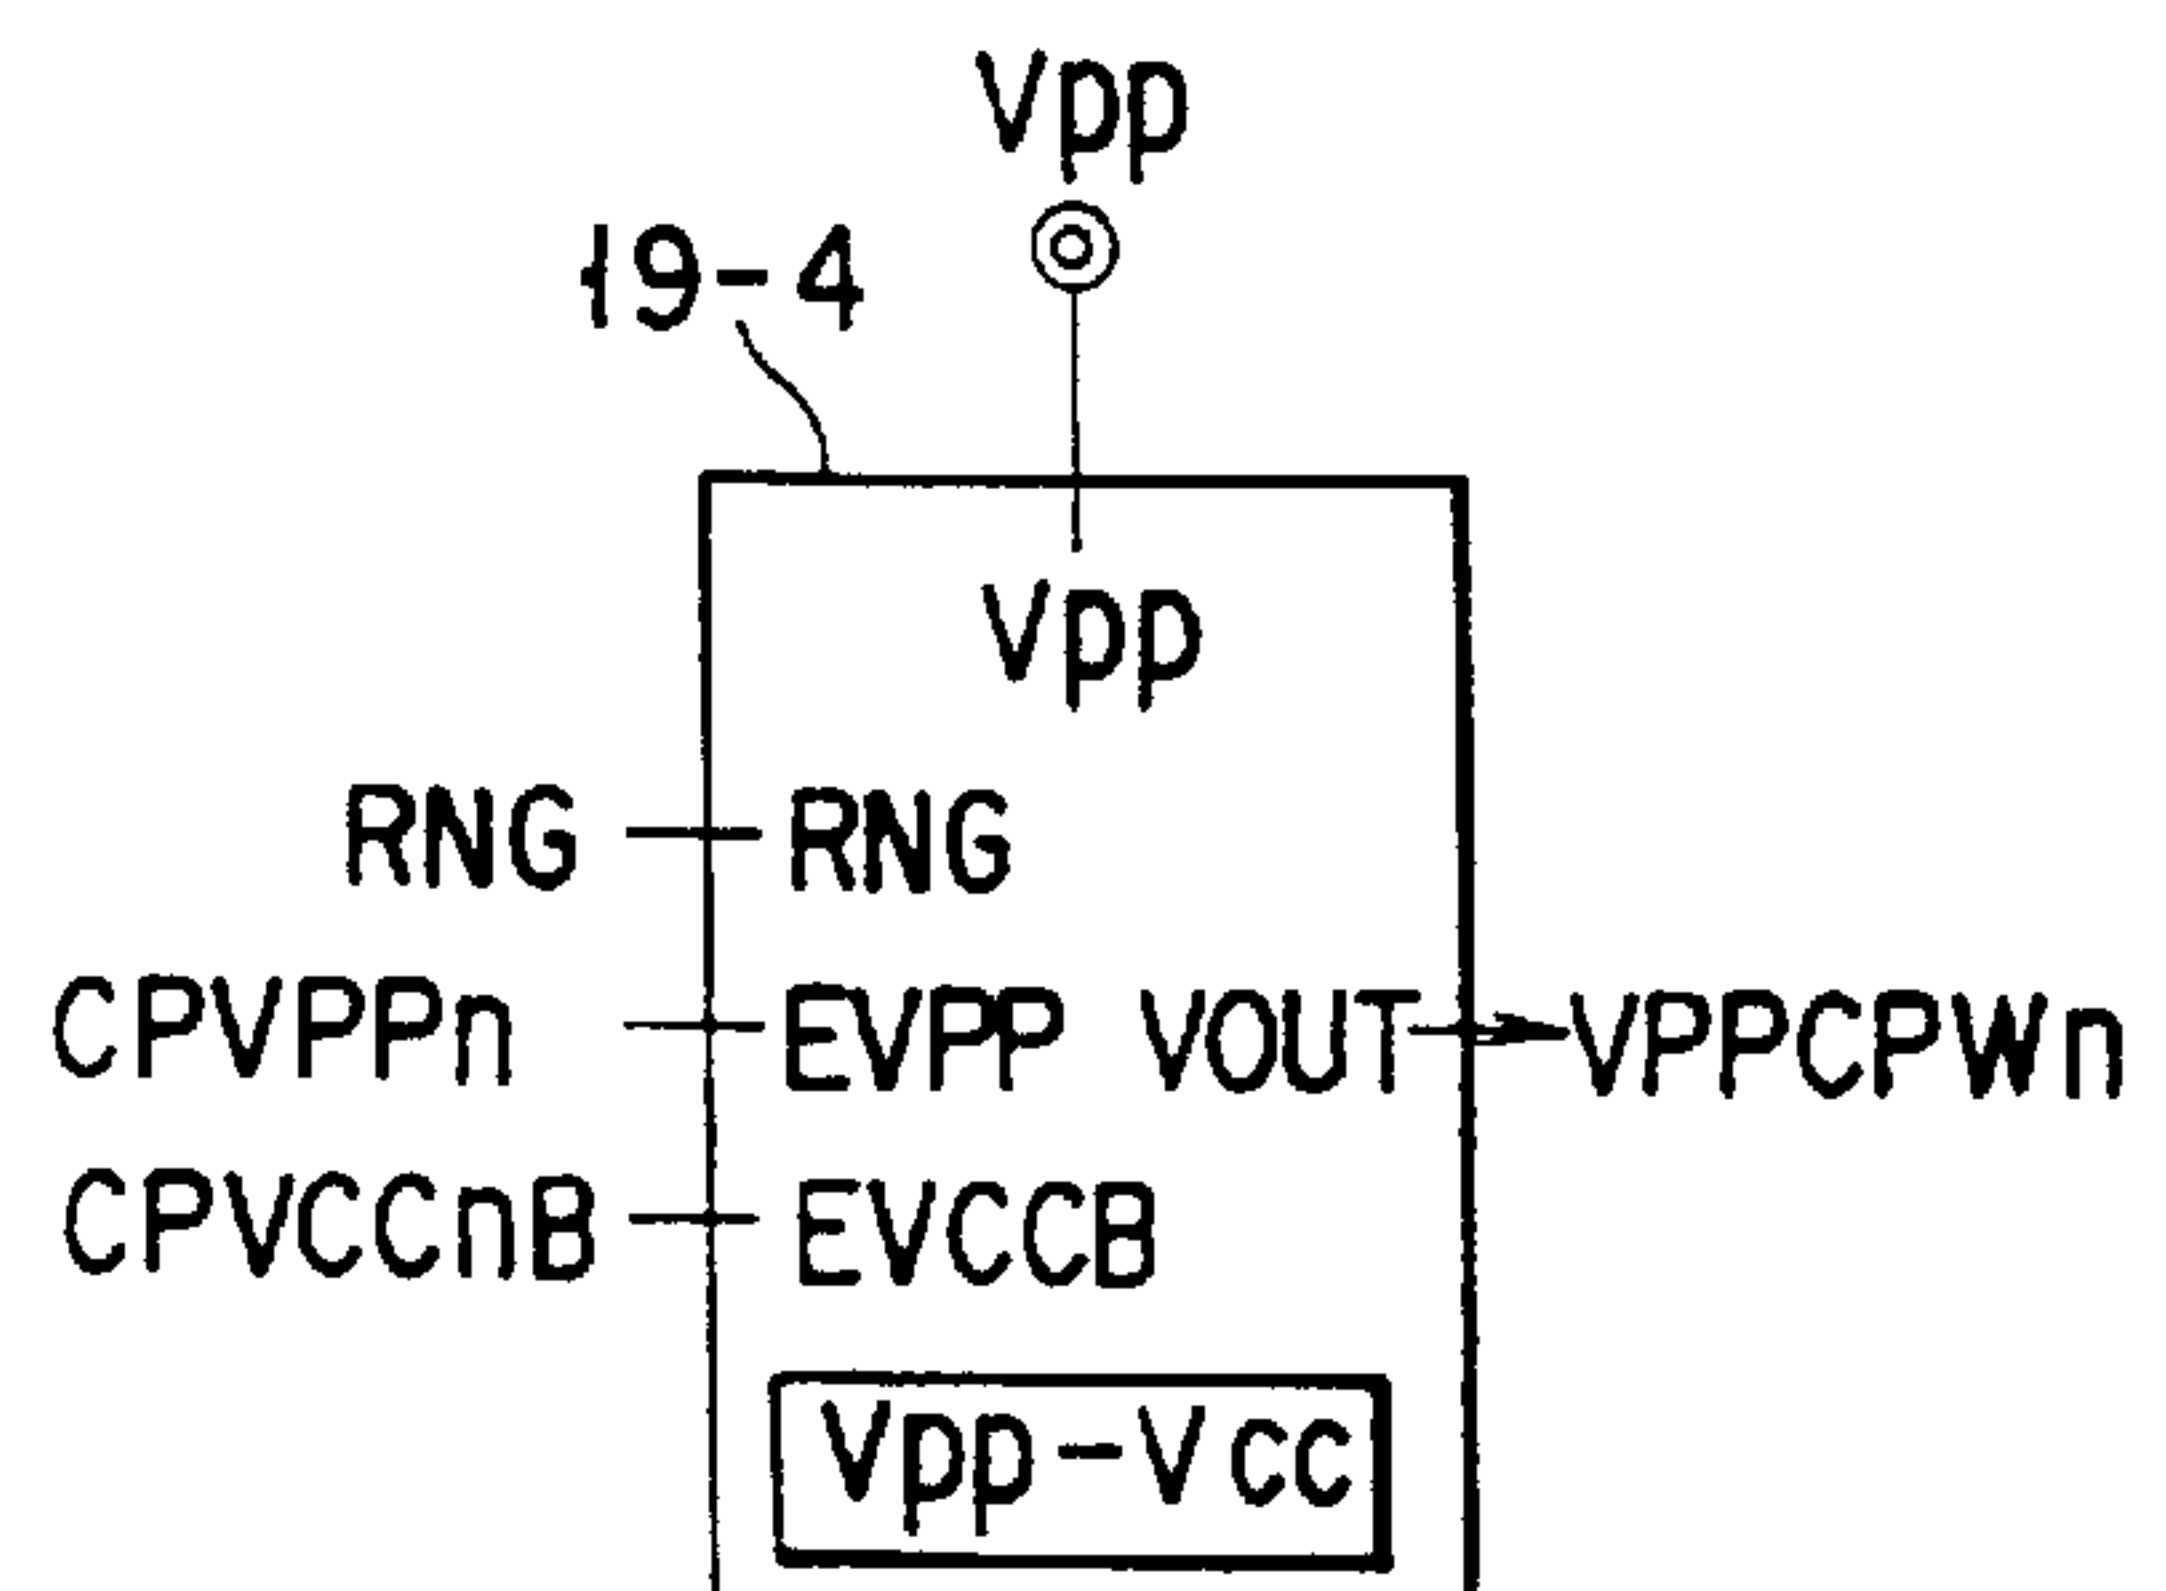 Vpp
19-4
Vpp
RNG RNG
CPVPPn EVPP VOUT VPPCPWn
CPVCCnB EVCCB
Vpp-Vcc